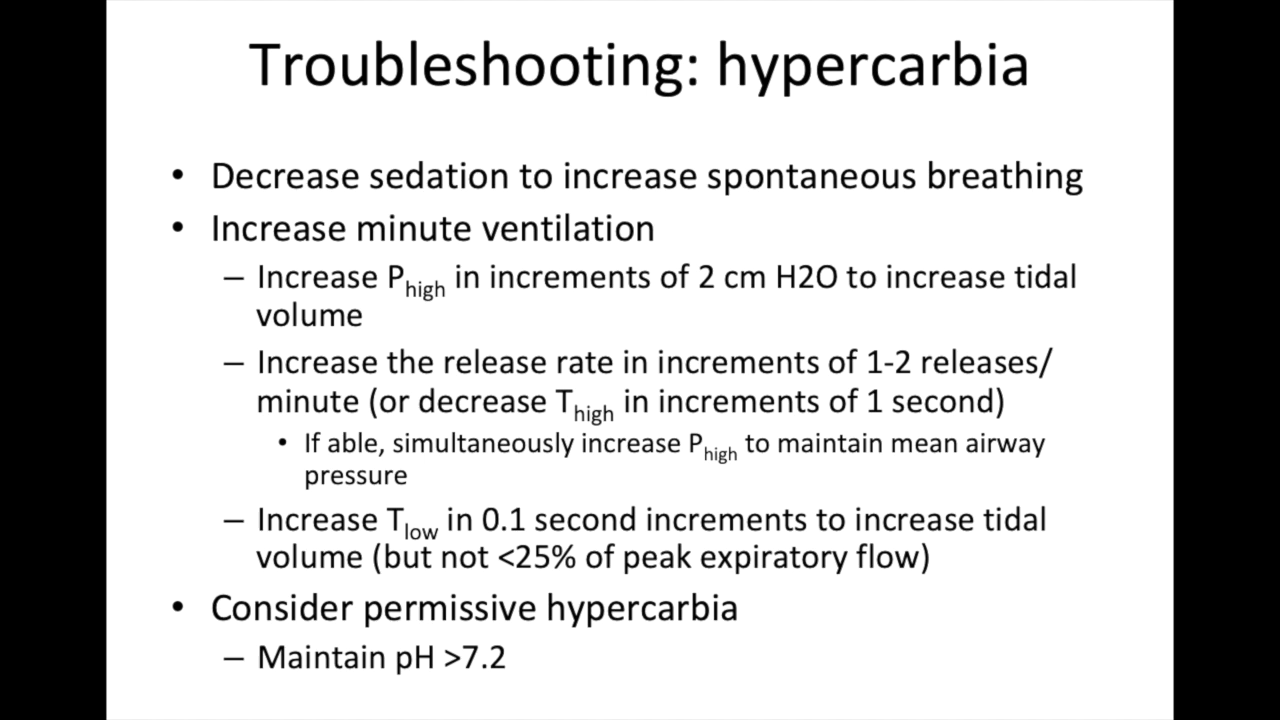 Troubleshooting: hypercarbia
• Decrease sedation to increase spontaneous breathing
• Increase minute ventilation
– Increase Phigh in increments of 2 cm H2O to increase tidal
volume
– Increase the release rate in increments of 1-2 releases/
minute (or decrease Thigh in increments of 1 second)
• If able, simultaneously increase Phigh to maintain mean airway
pressure
– Increase Tlow in 0.1 second increments to increase tidal
volume (but not <25% of peak expiratory flow)
• Consider permissive hypercarbia
– Maintain pH >7.2